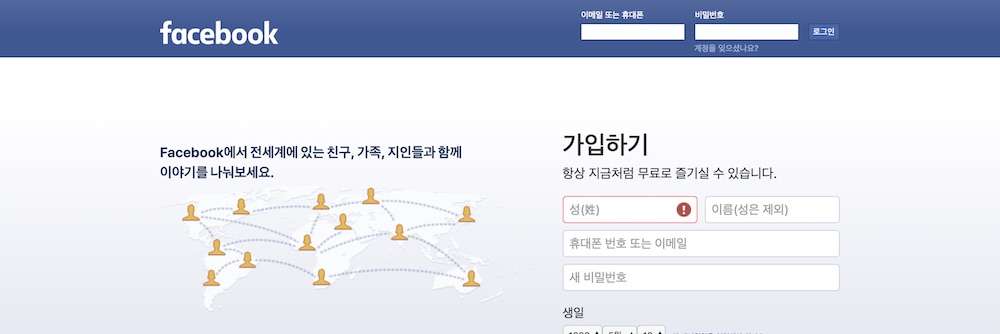 facebook
이메일 또는 휴대폰
비밀번호
로그인
계정을 잊으셨나요?
Facebook에서 전세계에 있는 친구, 가족, 지인들과 함께
이야기를 나눠보세요.
가입하기
항상 지금처럼 무료로 즐기실 수 있습니다.
성(姓)
이름(성은 제외)
휴대폰 번호 또는 이메일
새 비밀번호
생일